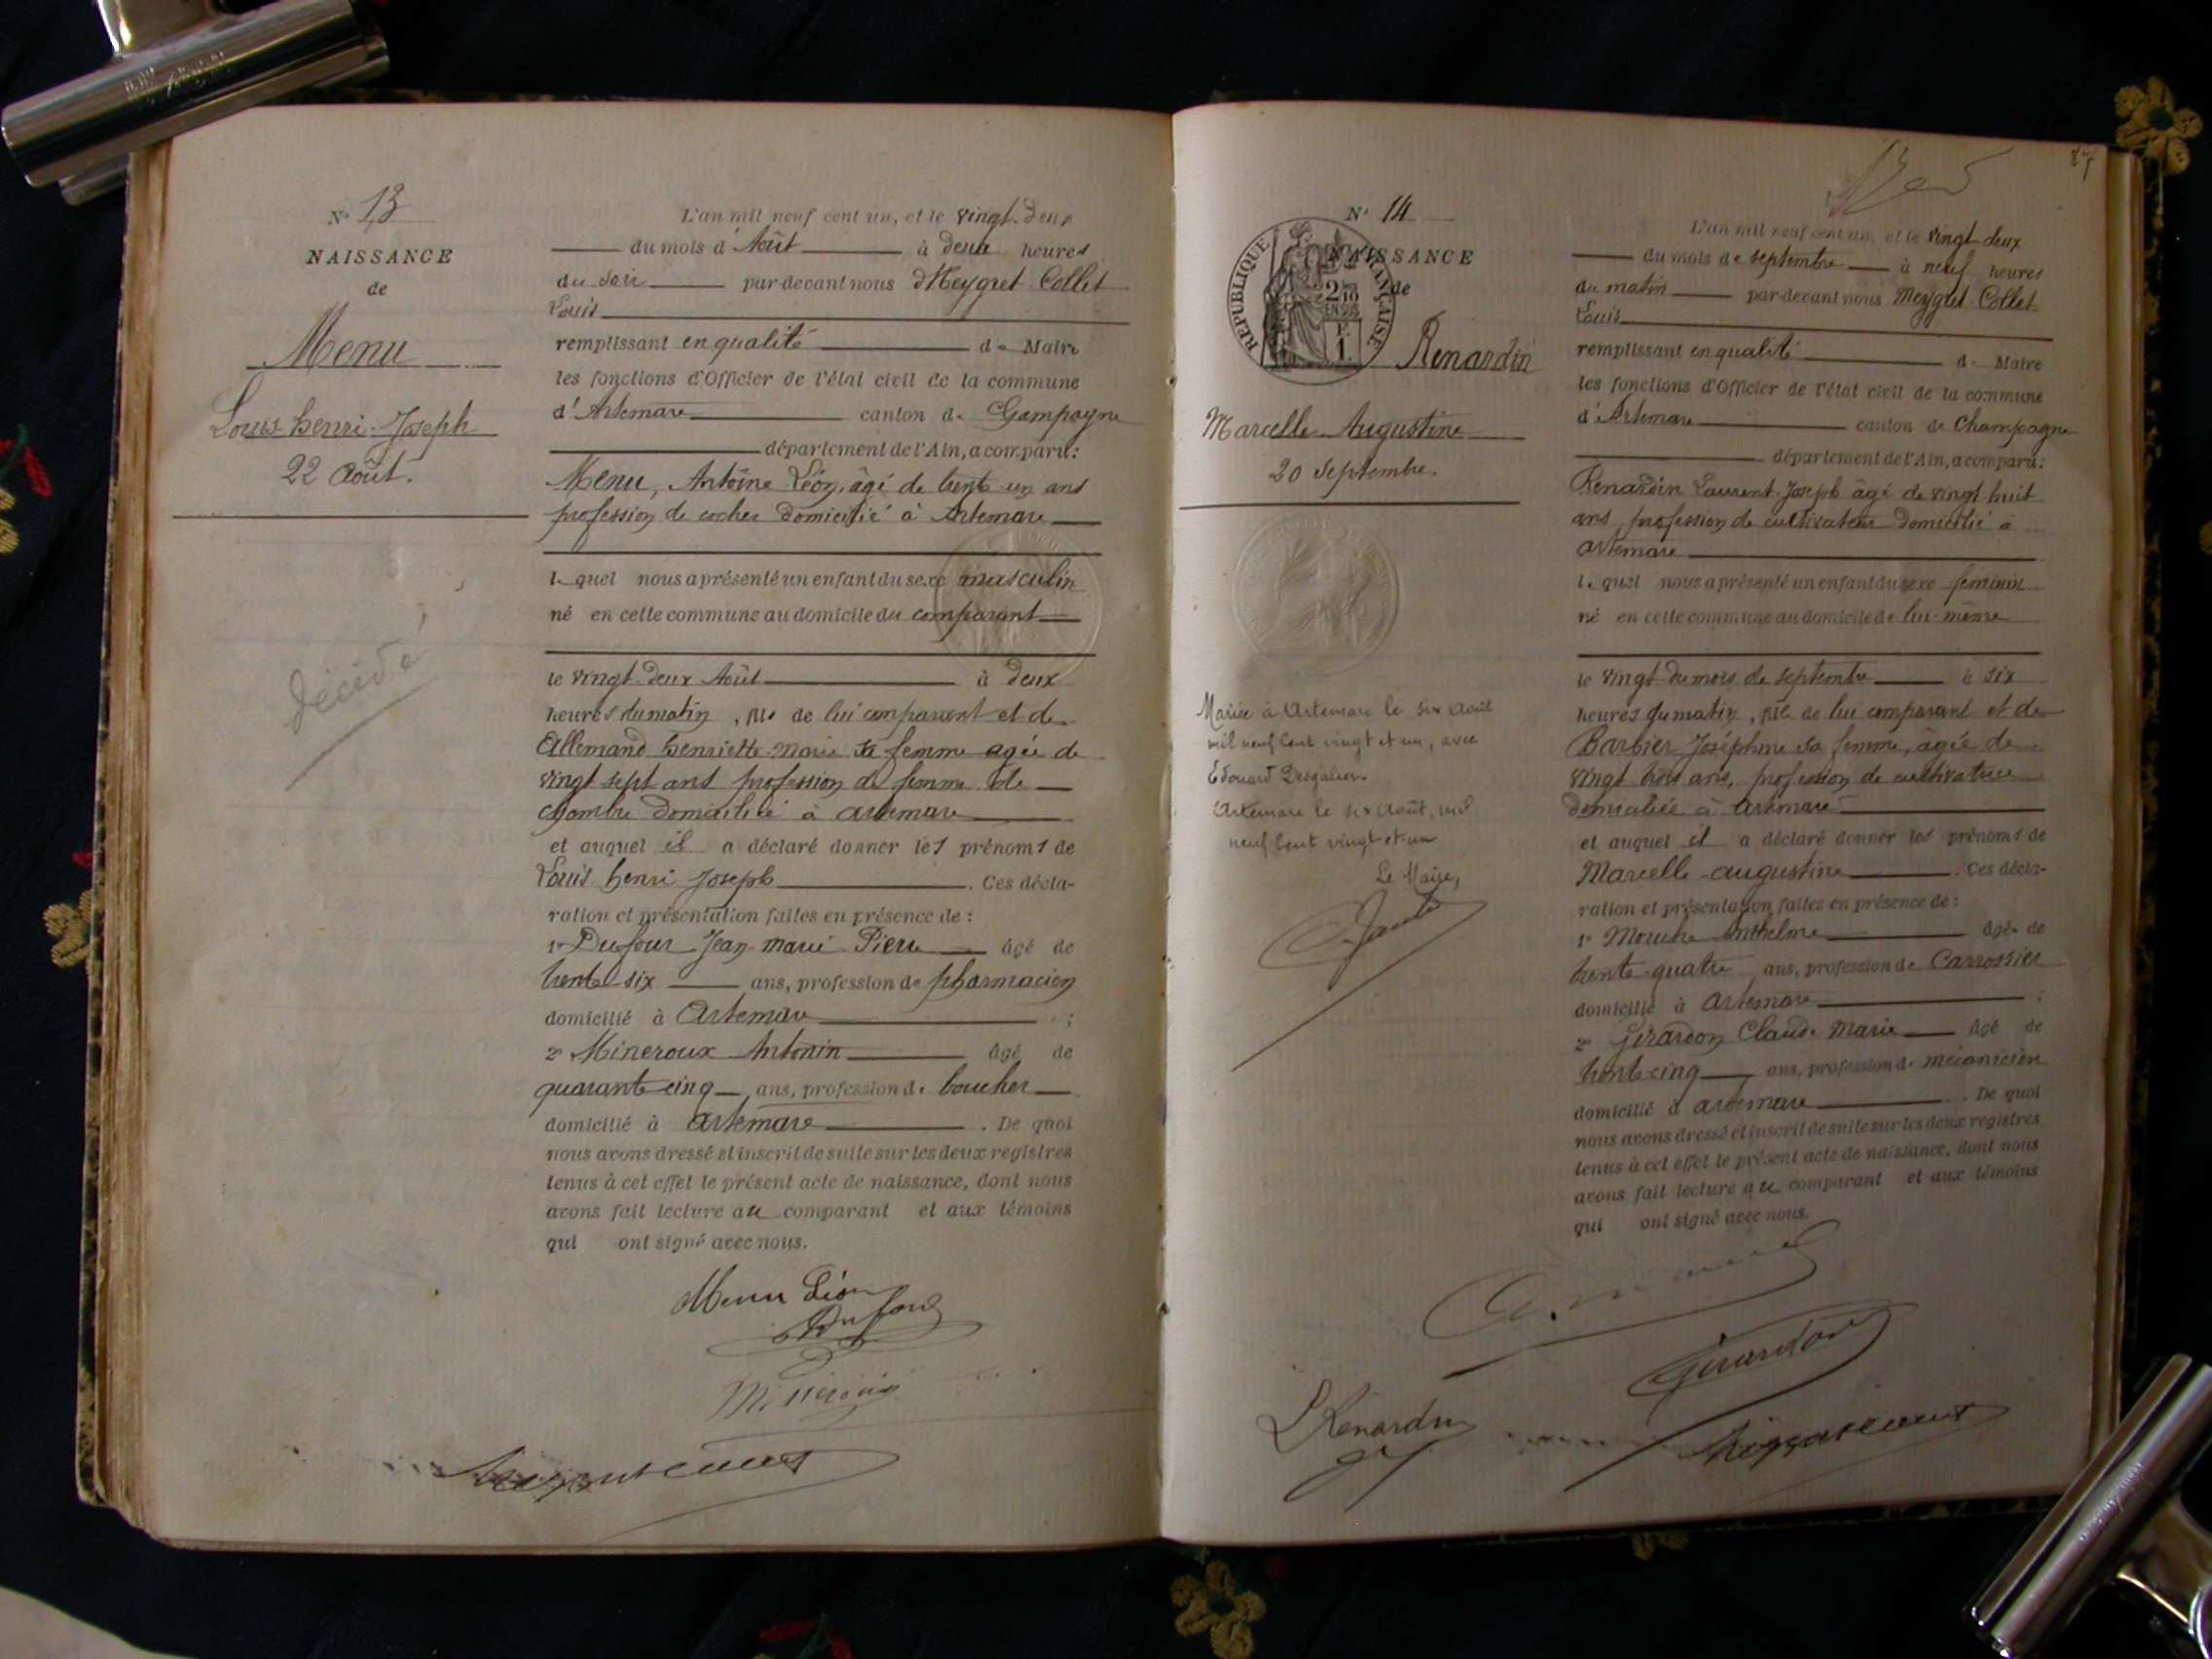 N° 13
NAISSANCE
de
Menu
Louis henri Joseph
22 Août.
décédé
L'an mil neuf cent un, et le vingt-deux
du mois d'Août à deux heures
du soir par-devant nous Meygret-Collet
Louis
remplissant en qualité de Maire
les fonctions d'Officier de l'état civil de la commune
d'Artemare canton de Campagne
département de l'Ain, a comparu:
Menu, Antoine Léon, âgé de trente un ans
profession de cocher domicilié à Artemare
lequel nous a présenté un enfant du sexe masculin
né en cette commune au domicile du comparant
le vingt-deux Août à deux
heures du matin, fils de lui comparant et de
Allemand henriette-marie sa femme agée de
vingt sept ans profession de femme de
chambre domicilié à artemare
et auquel il a déclaré donner les prénoms de
Louis henri Joseph. Ces décla-
ration et présentation faites en présence de:
1° Dufour Jean-marie Pierre âgé de
trente-six ans, profession de pharmacien
domicilié à Artemare;
2° Mineroux Antonin âgé de
quarante-cinq ans, profession de boucher
domicilié à artemare. De quoi
nous avons dressé et inscrit de suite sur les deux registres
tenus à cet effet le présent acte de naissance, dont nous
avons fait lecture au comparant et aux témoins
qui ont signé avec nous.
Menu Léon
Dufour
87
N° 14
NAISSANCE
de
RÉPUBLIQUE FRANÇAISE
2/10 EN SUS
F.
1.
Renardin
Marcelle Augustine
20 Septembre.
Mariée à Artemare le six Août
mil neuf cent vingt et un, avec
Edouard
Artemare le six Août, mil
neuf cent vingt-et-un
Le Maire,
L'an mil neuf cent un, et le vingt-deux
du mois de septembre à neuf heures
du matin par-devant nous Meygret-Collet
Louis
remplissant en qualité de Maire
les fonctions d'Officier de l'état civil de la commune
d'Artemare canton de Champagne
département de l'Ain, a comparu:
Renardin Laurent-Joseph âgé de vingt huit
ans, profession de cultivateur domicilié à
artemare
lequel nous a présenté un enfant du sexe feminin
né en cette commune au domicile de lui-même
le vingt du mois de septembre à six
heures du matin, fille de lui comparant et de
Barbier Joséphine sa femme, âgée de
vingt trois ans, profession de cultivatrice
domiciliée à artemare
et auquel il a déclaré donner les prénoms de
Marcelle-augustine. Ces décla-
ration et présentation faites en présence de:
1° Anthelme âgé de
trente-quatre ans, profession de Carrossier
domicilié à artemare;
2° Girardon Claude Marie âgé de
trente-cinq ans, profession de mécanicien
domicilié à artemare. De quoi
nous avons dressé et inscrit de suite sur les deux registres
tenus à cet effet le présent acte de naissance, dont nous
avons fait lecture au comparant et aux témoins
qui ont signé avec nous.
Girardon
L Renardin